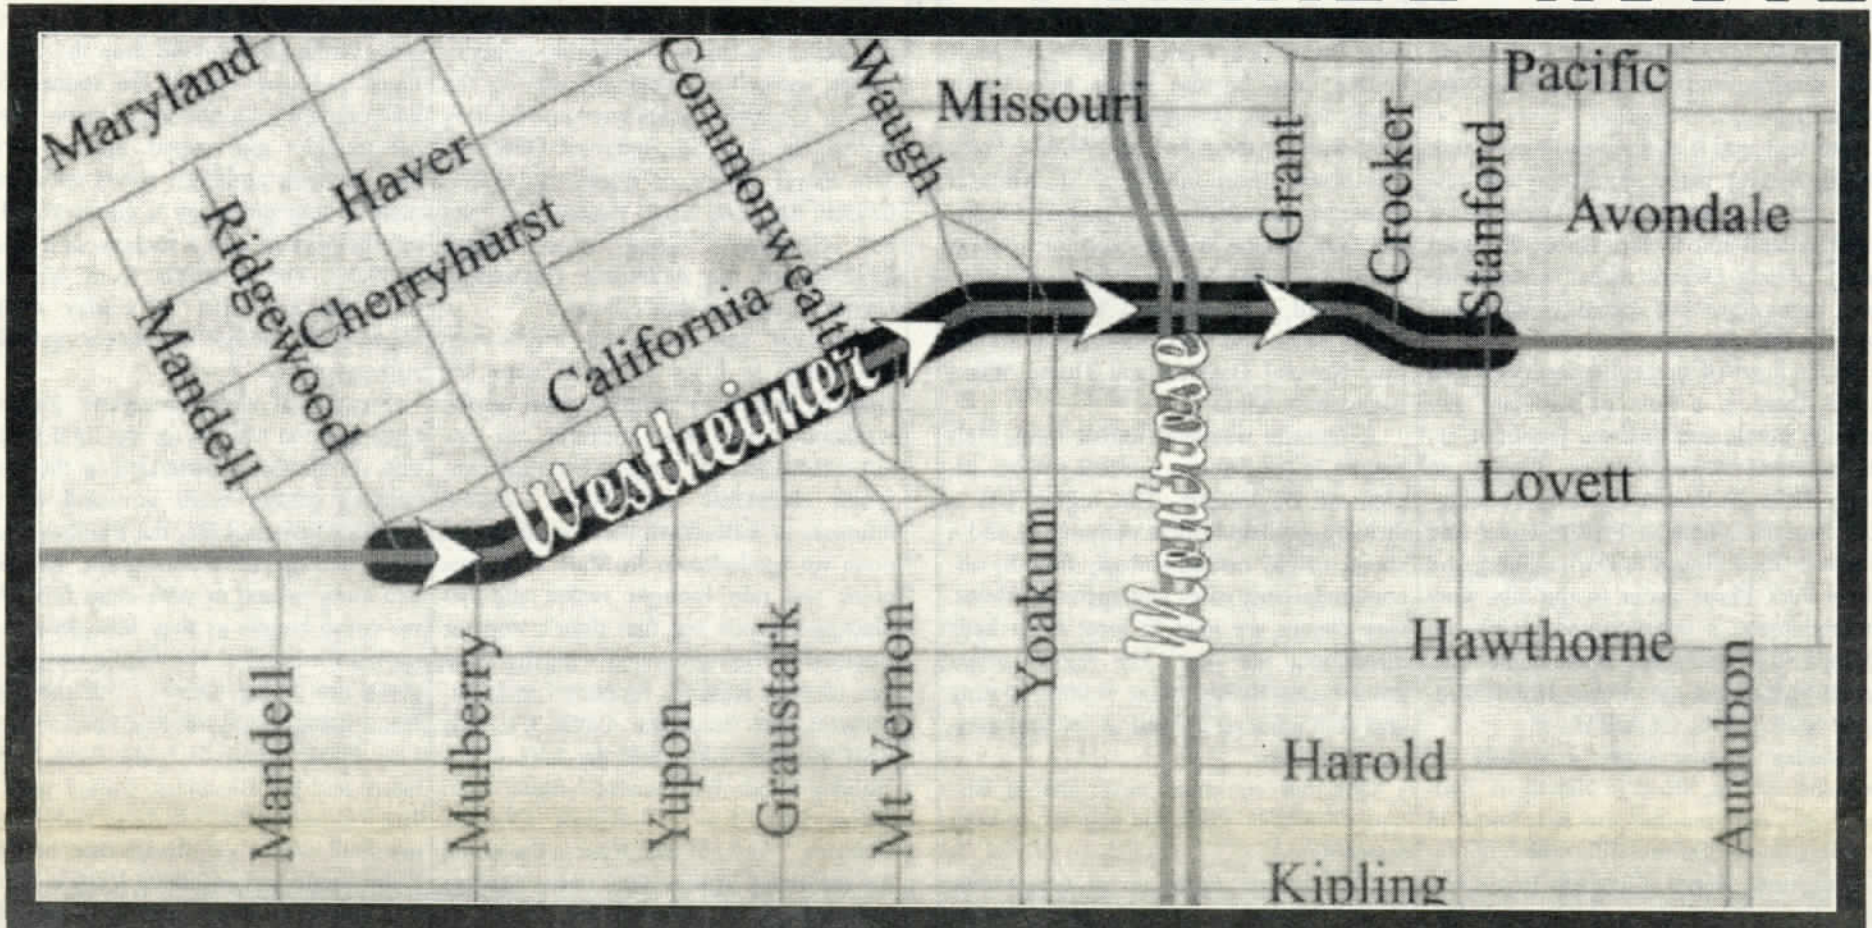 Maryland
Haver
Ridgewood
Cherryhurst
Mandell
California
Commonwealth
Waugh
Missouri
Grant
Crocker
Stanford
Pacific
Avondale
Westheimer
Montrose
Lovett
Hawthorne
Yoakum
Mandell
Mulberry
Yupon
Graustark
Mt Vernon
Harold
Audubon
Kipling